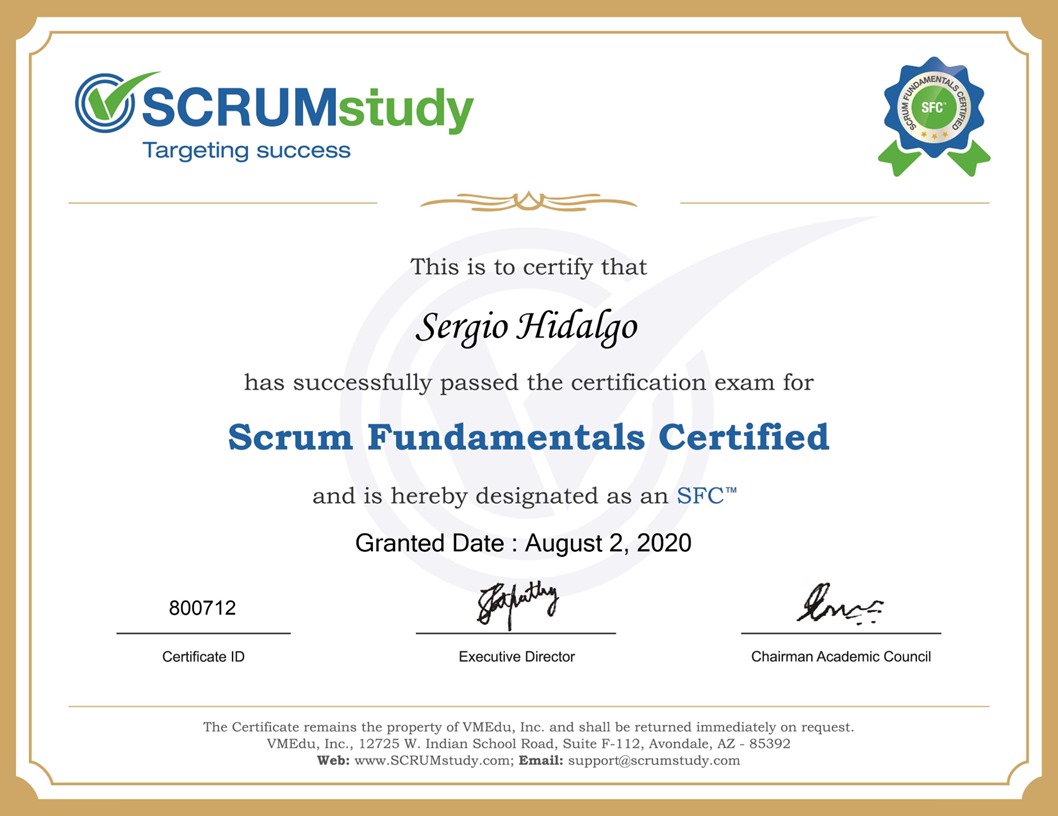 SCRUMstudy
Targeting success
SCRUM FUNDAMENTALS CERTIFIED
SFC™
This is to certify that
Sergio Hidalgo
has successfully passed the certification exam for
Scrum Fundamentals Certified
and is hereby designated as an SFC™
Granted Date : August 2, 2020
800712
Certificate ID
Executive Director
Chairman Academic Council
The Certificate remains the property of VMEdu, Inc. and shall be returned immediately on request.
VMEdu, Inc., 12725 W. Indian School Road, Suite F-112, Avondale, AZ - 85392
Web: www.SCRUMstudy.com; Email: support@scrumstudy.com